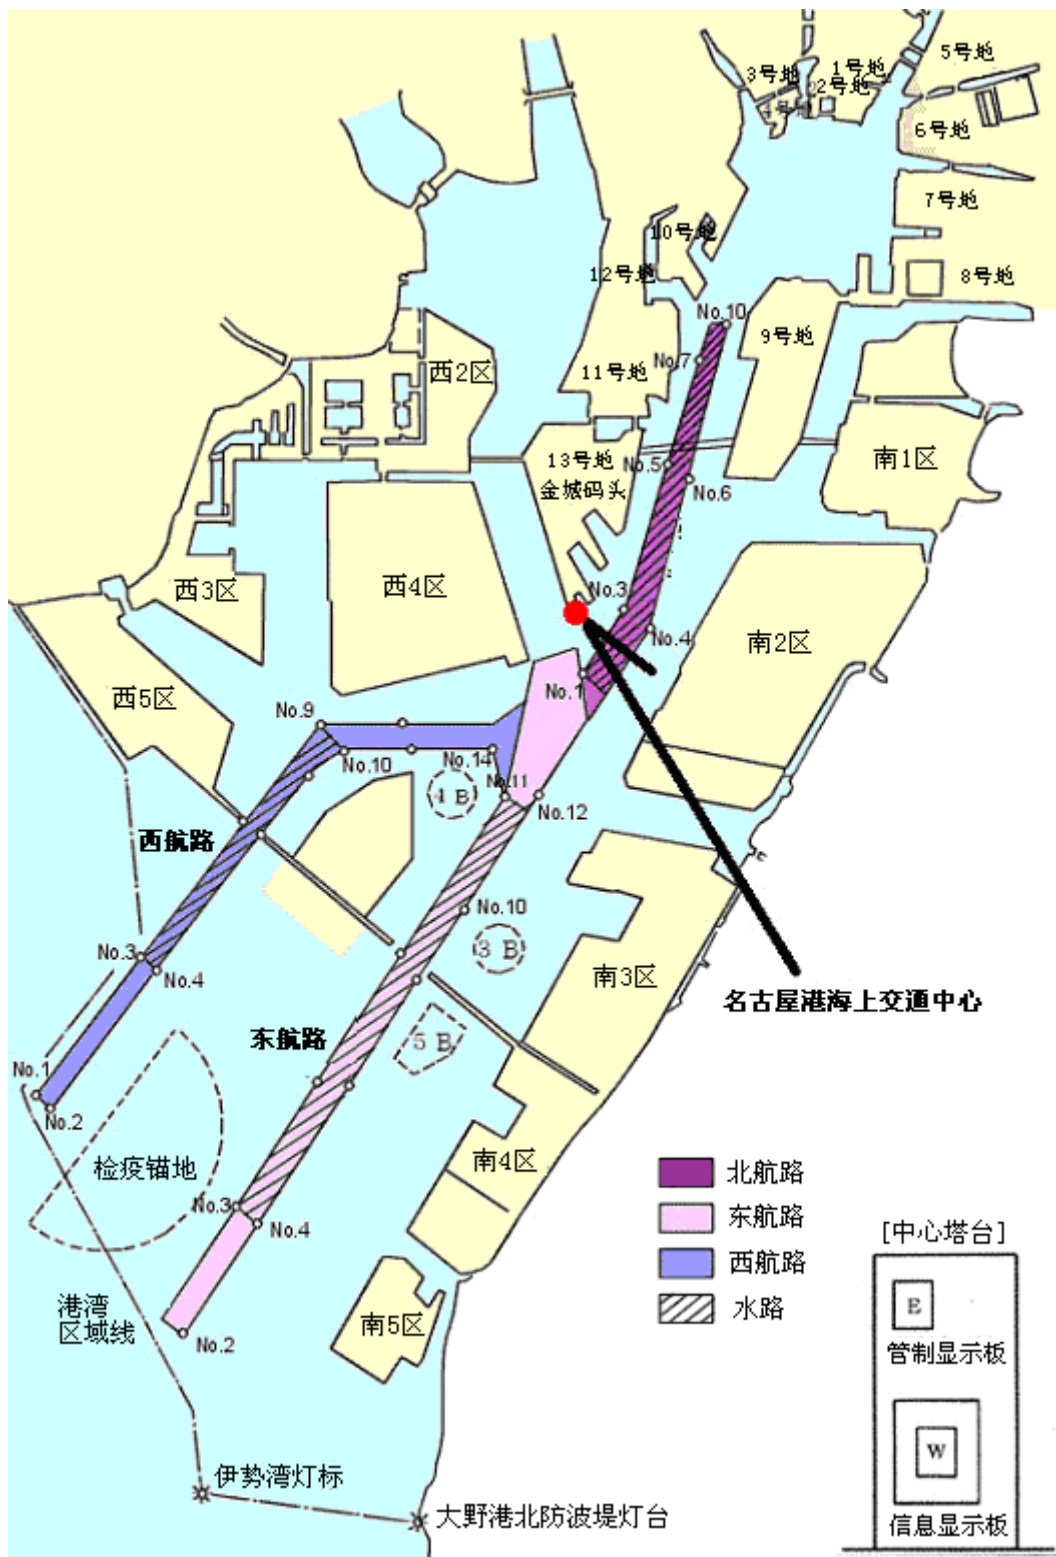 5号地
1号地
3号地
2号地
6号地
7号地
10号地
12号地
8号地
No.10
9号地
No.7
11号地
西2区
13号地
金城码头
No.5
南1区
No.6
西3区
西4区
No.3
No.4
南2区
西5区
No.1
No.9
No.10
No.14
No.11
4 B
No.12
西航路
No.10
3 B
No.3
No.4
南3区
名古屋港海上交通中心
东航路
5 B
No.1
No.2
检疫锚地
南4区
北航路
No.3
No.4
东航路
[中心塔台]
西航路
港湾
区域线
水路
E
南5区
No.2
管制显示板
W
伊势湾灯标
大野港北防波堤灯台
信息显示板